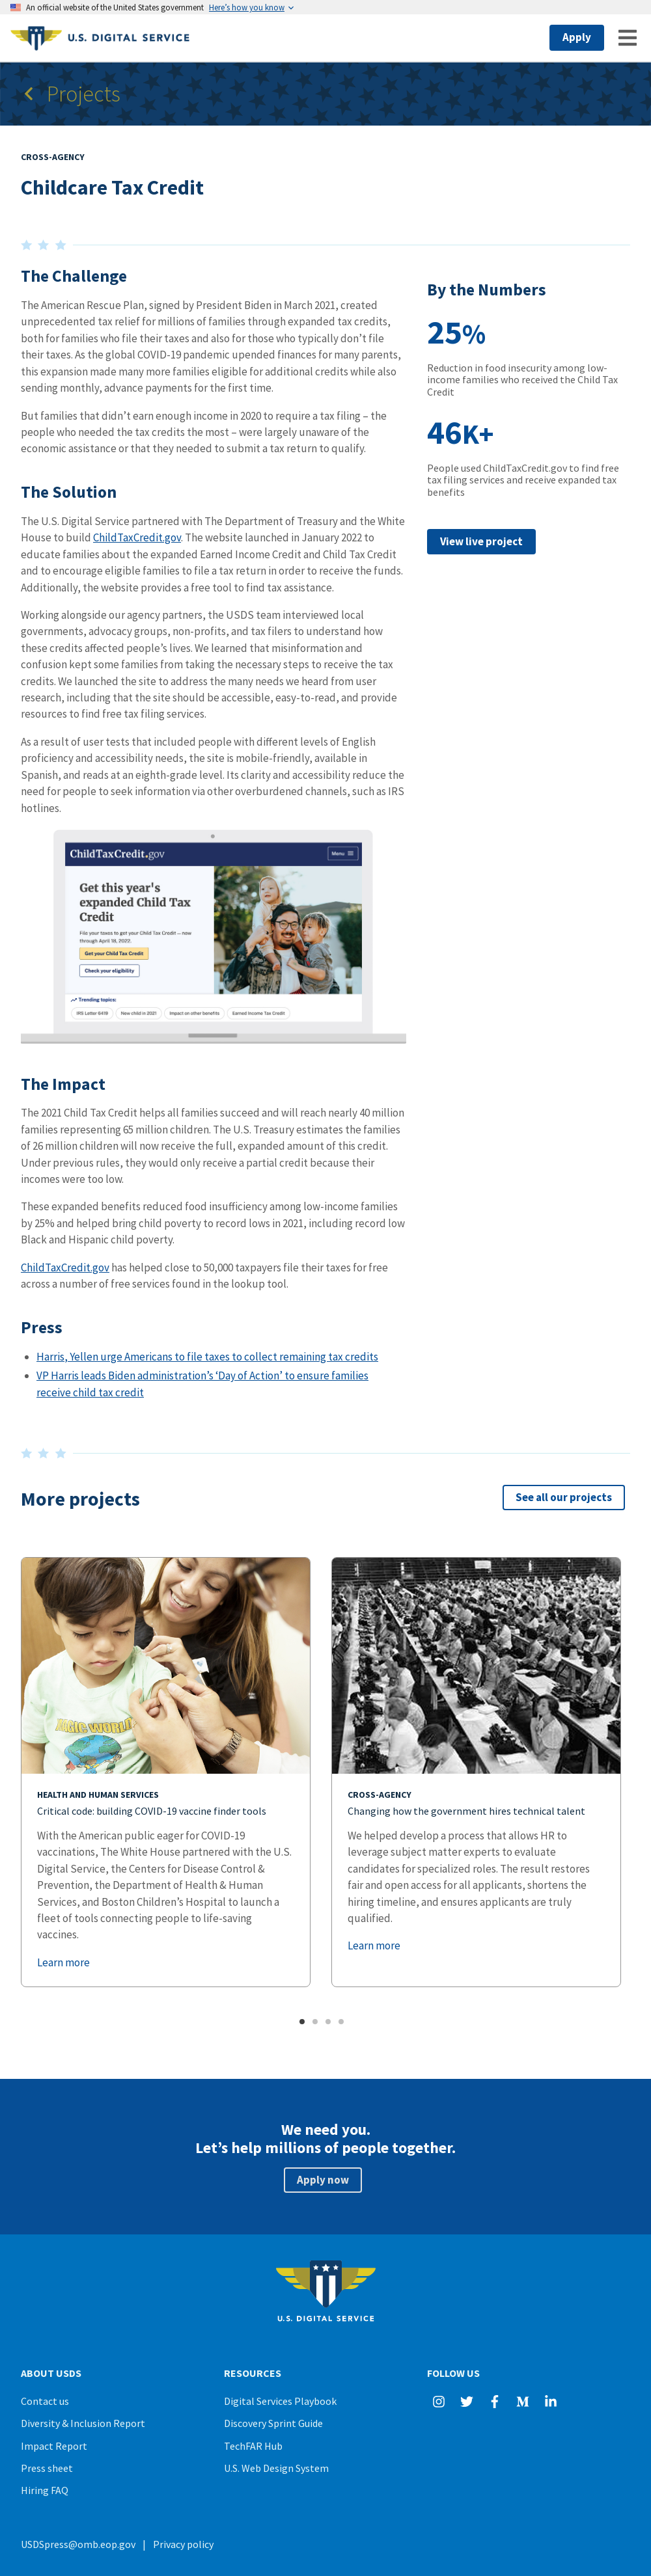 An official website of the United States government Here’s how you know
U.S. DIGITAL SERVICE
Apply
Projects
CROSS-AGENCY
Childcare Tax Credit
The Challenge
The American Rescue Plan, signed by President Biden in March 2021, created
unprecedented tax relief for millions of families through expanded tax credits,
both for families who file their taxes and also for those who typically don’t file
their taxes. As the global COVID-19 pandemic upended finances for many parents,
this expansion made many more families eligible for additional credits while also
sending monthly, advance payments for the first time.
But families that didn’t earn enough income in 2020 to require a tax filing – the
people who needed the tax credits the most – were largely unaware of the
economic assistance or that they needed to submit a tax return to qualify.
The Solution
The U.S. Digital Service partnered with The Department of Treasury and the White
House to build ChildTaxCredit.gov. The website launched in January 2022 to
educate families about the expanded Earned Income Credit and Child Tax Credit
and to encourage eligible families to file a tax return in order to receive the funds.
Additionally, the website provides a free tool to find tax assistance.
Working alongside our agency partners, the USDS team interviewed local
governments, advocacy groups, non-profits, and tax filers to understand how
these credits affected people’s lives. We learned that misinformation and
confusion kept some families from taking the necessary steps to receive the tax
credits. We launched the site to address the many needs we heard from user
research, including that the site should be accessible, easy-to-read, and provide
resources to find free tax filing services.
As a result of user tests that included people with different levels of English
proficiency and accessibility needs, the site is mobile-friendly, available in
Spanish, and reads at an eighth-grade level. Its clarity and accessibility reduce the
need for people to seek information via other overburdened channels, such as IRS
hotlines.
ChildTaxCredit.gov
Menu
Get this year's
expanded Child Tax
Credit
File your taxes to get your Child Tax Credit — now
through April 18, 2022.
Get your Child Tax Credit
Check your eligibility
Trending topics:
IRS Letter 6419
New child in 2021
Impact on other benefits
Earned Income Tax Credit
The Impact
The 2021 Child Tax Credit helps all families succeed and will reach nearly 40 million
families representing 65 million children. The U.S. Treasury estimates the families
of 26 million children will now receive the full, expanded amount of this credit.
Under previous rules, they would only receive a partial credit because their
incomes were too low.
These expanded benefits reduced food insufficiency among low-income families
by 25% and helped bring child poverty to record lows in 2021, including record low
Black and Hispanic child poverty.
ChildTaxCredit.gov has helped close to 50,000 taxpayers file their taxes for free
across a number of free services found in the lookup tool.
Press
Harris, Yellen urge Americans to file taxes to collect remaining tax credits
VP Harris leads Biden administration’s ‘Day of Action’ to ensure families
receive child tax credit
By the Numbers
25%
Reduction in food insecurity among low-
income families who received the Child Tax
Credit
46K+
People used ChildTaxCredit.gov to find free
tax filing services and receive expanded tax
benefits
View live project
More projects
See all our projects
HEALTH AND HUMAN SERVICES
Critical code: building COVID-19 vaccine finder tools
With the American public eager for COVID-19
vaccinations, The White House partnered with the U.S.
Digital Service, the Centers for Disease Control &
Prevention, the Department of Health & Human
Services, and Boston Children’s Hospital to launch a
fleet of tools connecting people to life-saving
vaccines.
Learn more
CROSS-AGENCY
Changing how the government hires technical talent
We helped develop a process that allows HR to
leverage subject matter experts to evaluate
candidates for specialized roles. The result restores
fair and open access for all applicants, shortens the
hiring timeline, and ensures applicants are truly
qualified.
Learn more
We need you.
Let’s help millions of people together.
Apply now
U.S. DIGITAL SERVICE
ABOUT USDS
Contact us
Diversity & Inclusion Report
Impact Report
Press sheet
Hiring FAQ
RESOURCES
Digital Services Playbook
Discovery Sprint Guide
TechFAR Hub
U.S. Web Design System
FOLLOW US
USDSpress@omb.eop.gov | Privacy policy